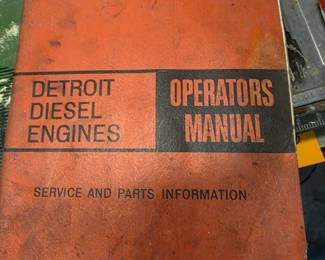 DETROIT
DIESEL
ENGINES
OPERATORS
MANUAL
SERVICE AND PARTS INFORMATION